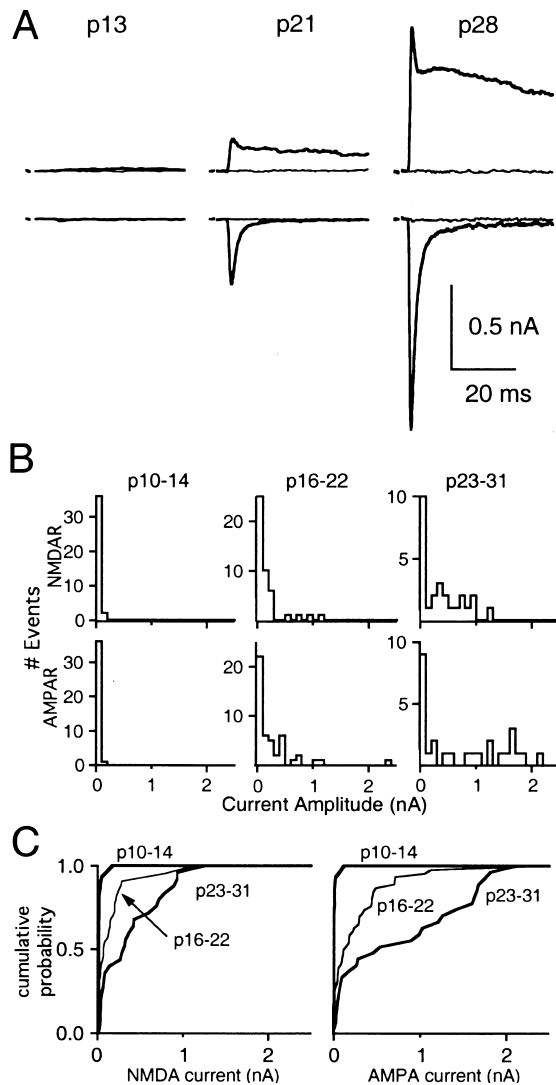 A
p13 p21 p28
0.5 nA
20 ms
B
p10-14 p16-22 p23-31
# Events
NMDAR
30
20
10
0
20
10
10
5
AMPAR
30
20
10
0
20
10
10
5
0 1 2 0 1 2 0 1 2
Current Amplitude (nA)
C
cumulative
probability
1.0
0.5
0.0
p10-14
p23-31
p16-22
0 1 2
NMDA current (nA)
p10-14
p16-22
p23-31
0 1 2
AMPA current (nA)